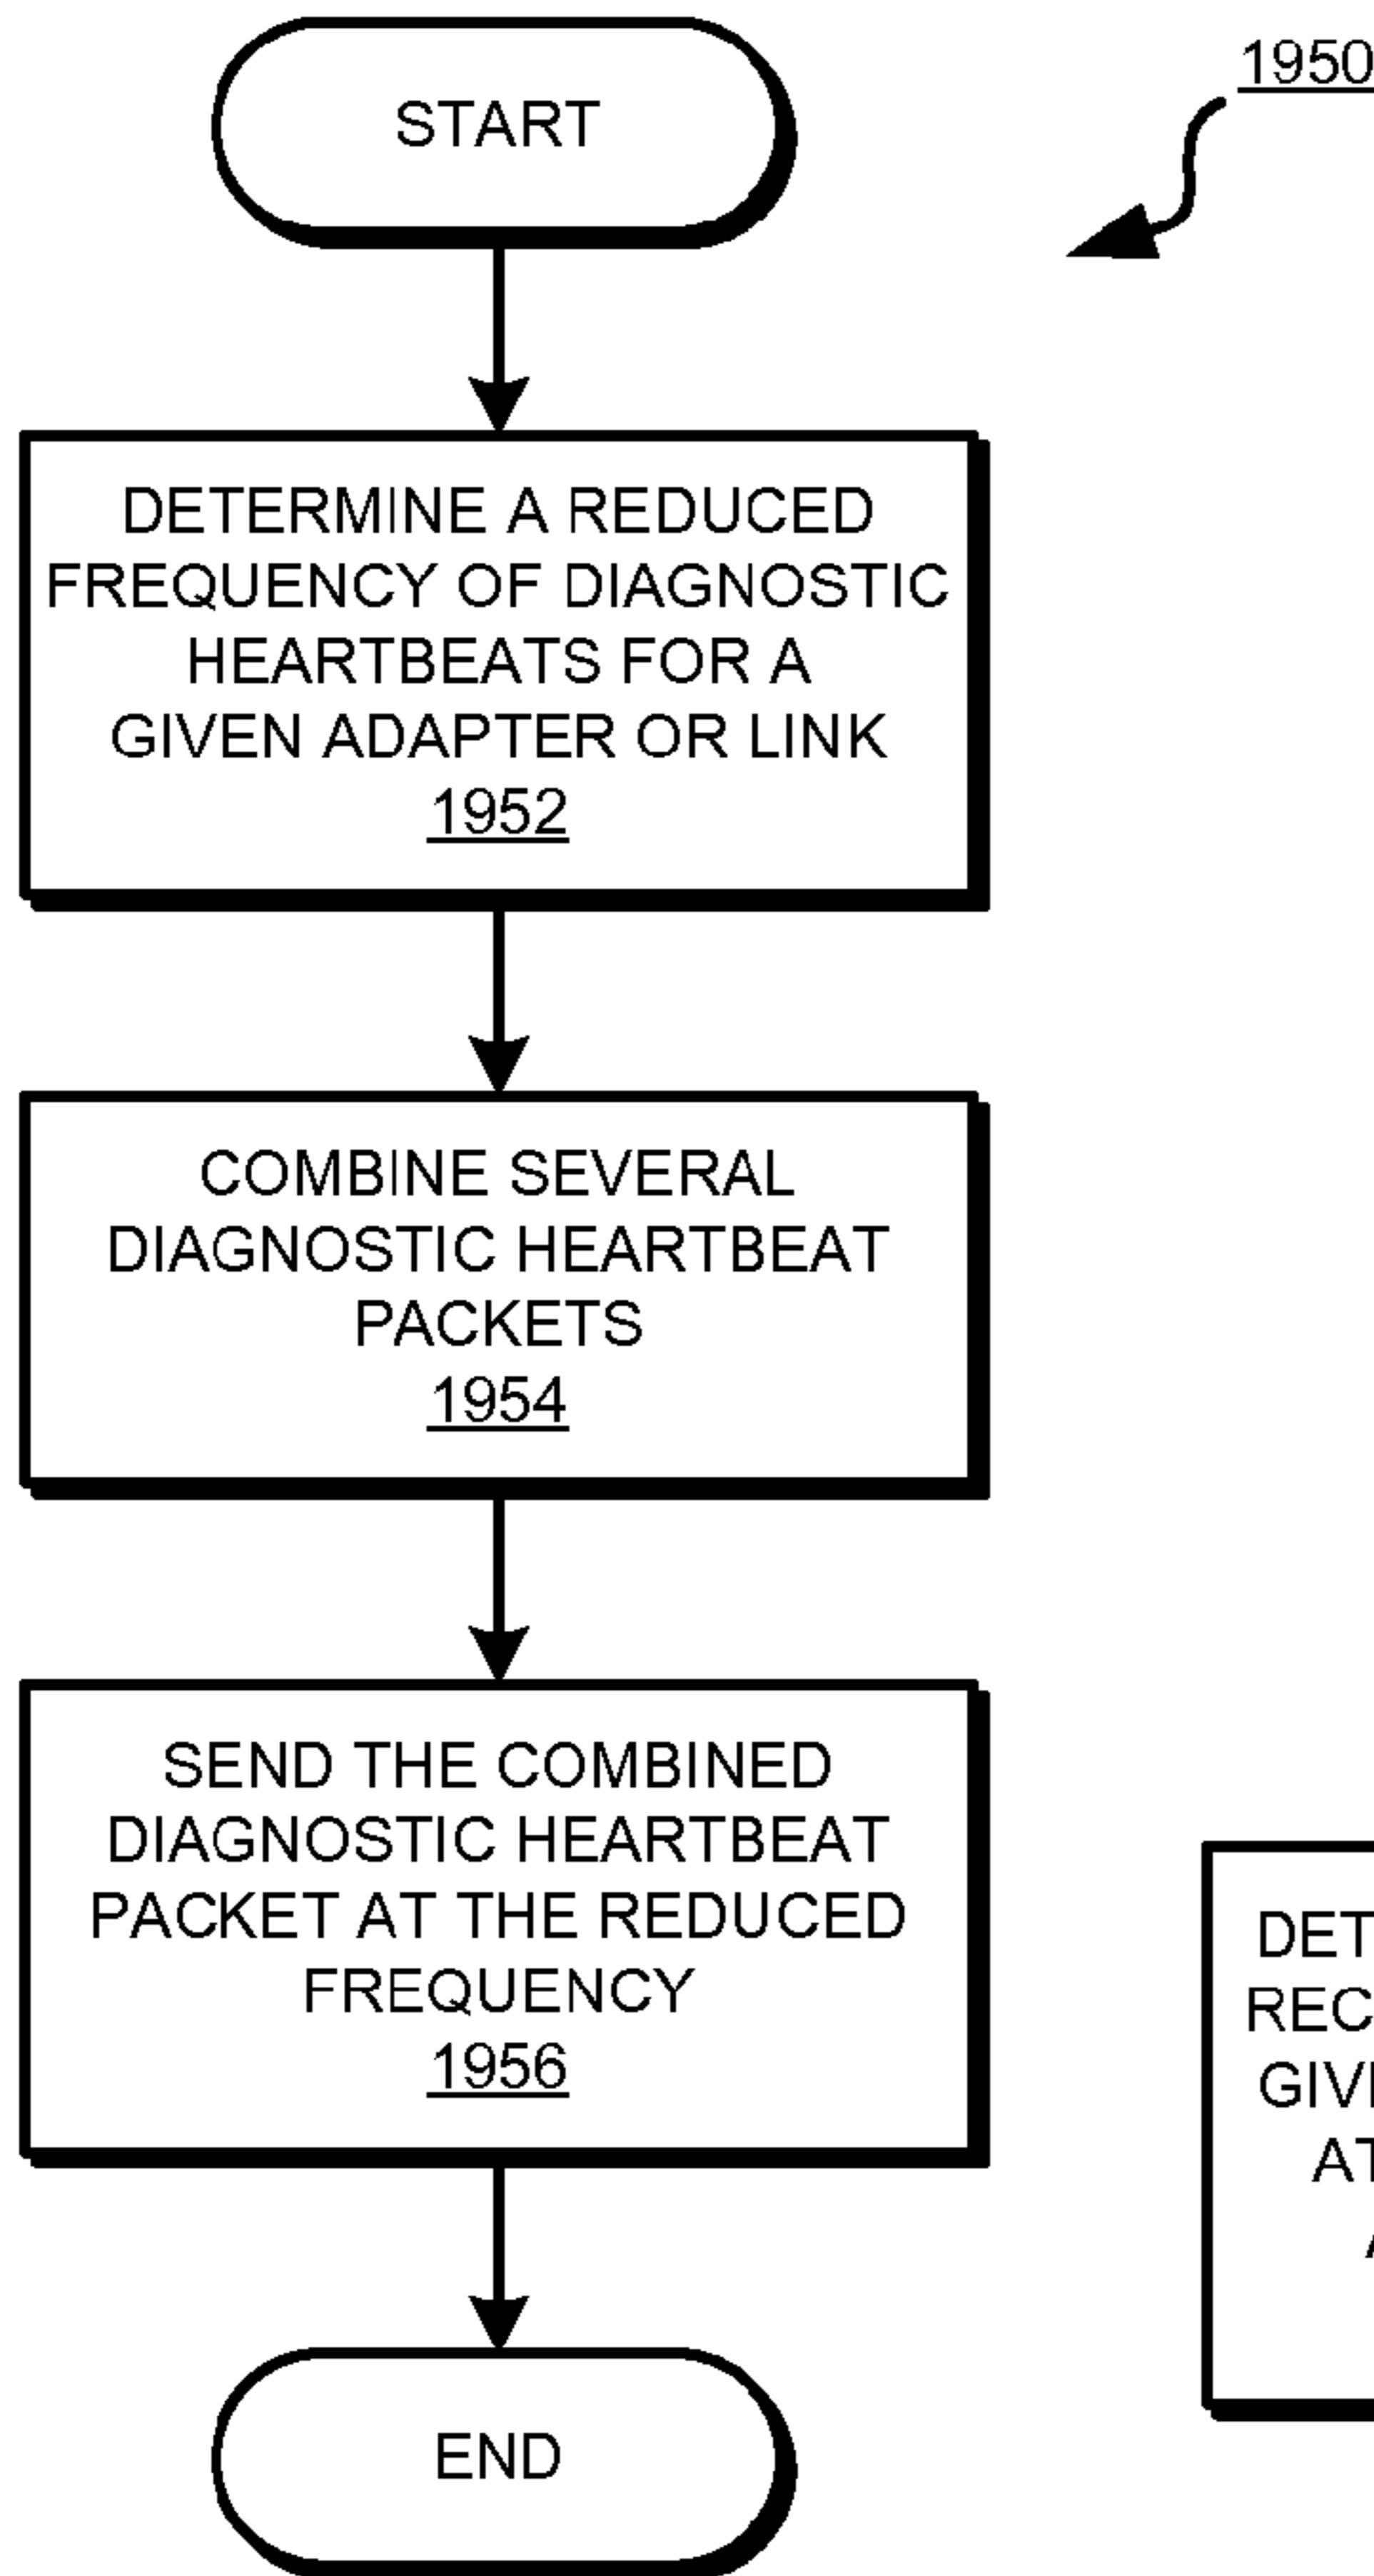 START
1950
DETERMINE A REDUCED
FREQUENCY OF DIAGNOSTIC
HEARTBEATS FOR A
GIVEN ADAPTER OR LINK
1952
COMBINE SEVERAL
DIAGNOSTIC HEARTBEAT
PACKETS
1954
SEND THE COMBINED
DIAGNOSTIC HEARTBEAT
PACKET AT THE REDUCED
FREQUENCY
1956
END